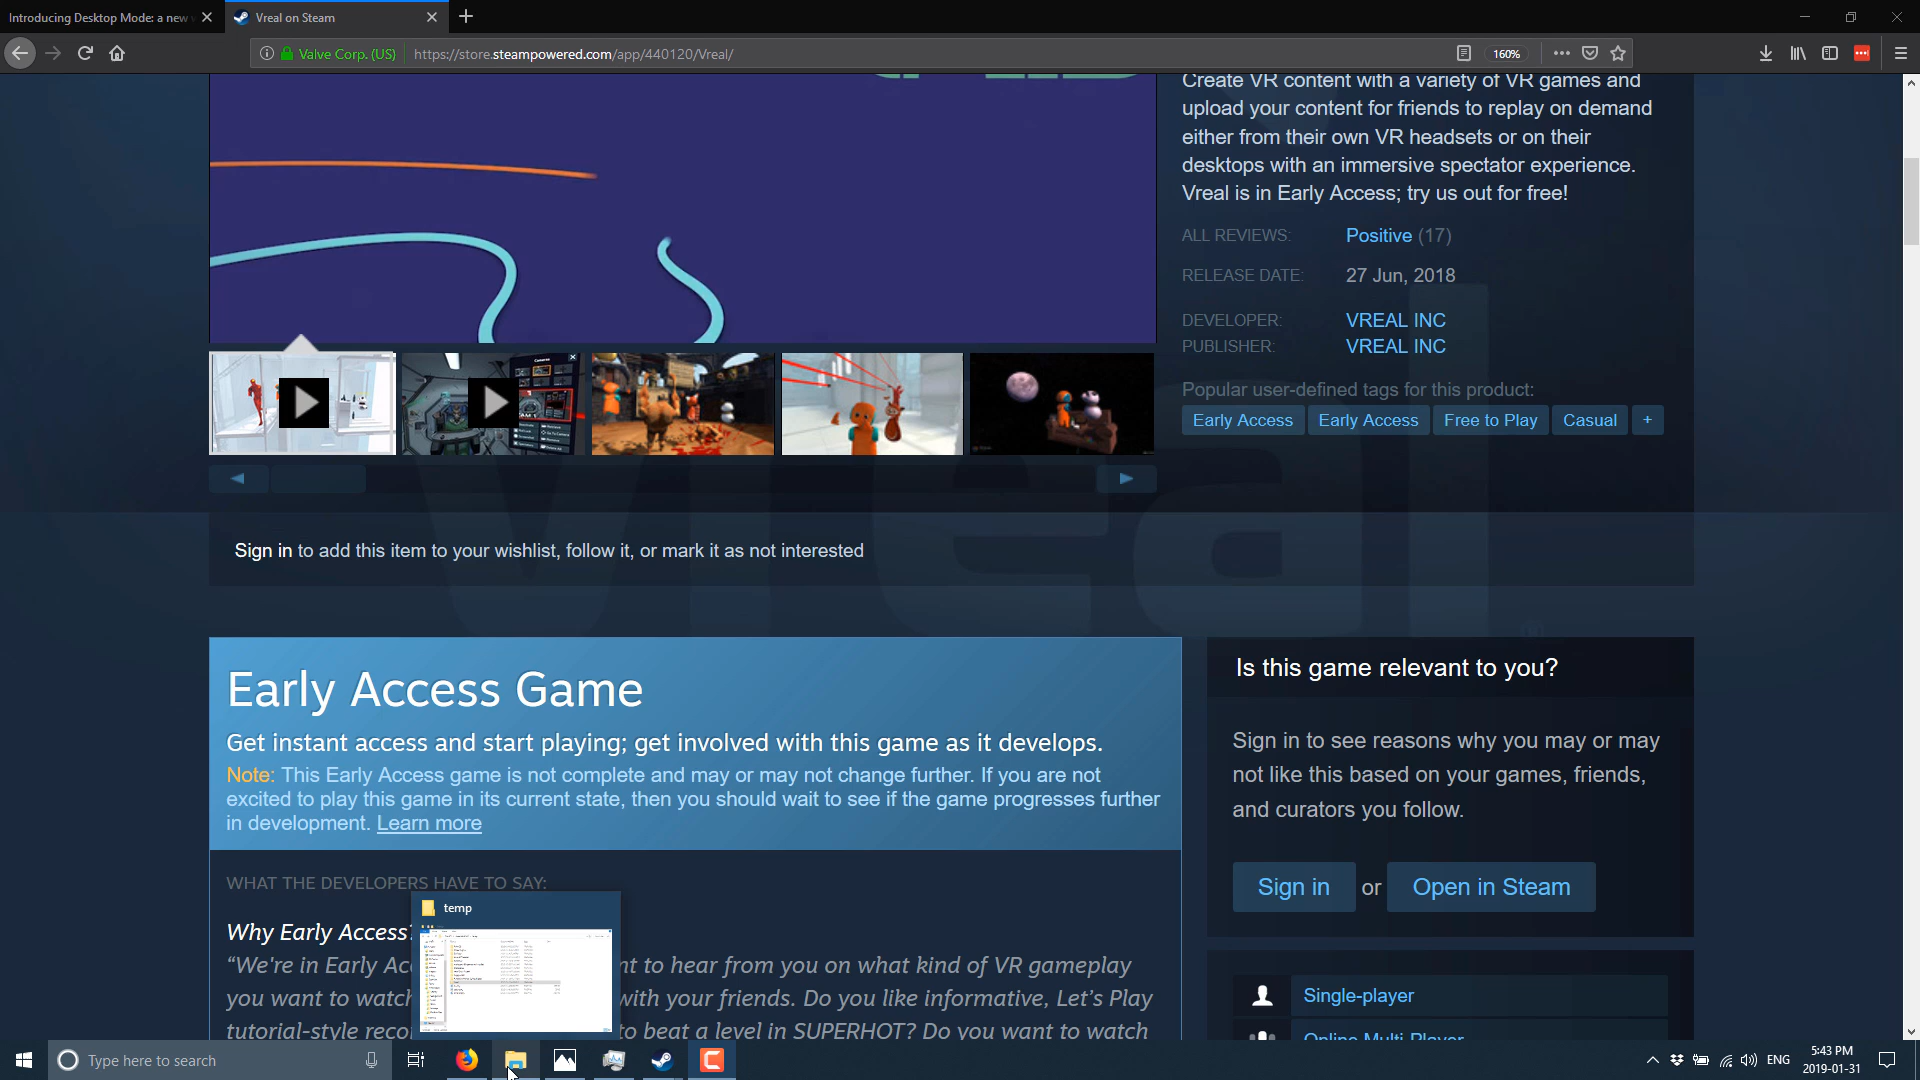 Introducing Desktop Mode: a new
Vreal on Steam
Valve Corp. (US)
https://store.steampowered.com/app/440120/Vreal/
160%
Create VR content with a variety of VR games and
upload your content for friends to replay on demand
either from their own VR headsets or on their
desktops with an immersive spectator experience.
Vreal is in Early Access; try us out for free!
ALL REVIEWS:
Positive (17)
RELEASE DATE:
27 Jun, 2018
DEVELOPER:
VREAL INC
PUBLISHER:
VREAL INC
Popular user-defined tags for this product:
Early Access
Early Access
Free to Play
Casual
+
Sign in to add this item to your wishlist, follow it, or mark it as not interested
Early Access Game
Get instant access and start playing; get involved with this game as it develops.
Note: This Early Access game is not complete and may or may not change further. If you are not
excited to play this game in its current state, then you should wait to see if the game progresses further
in development. Learn more
Is this game relevant to you?
Sign in to see reasons why you may or may
not like this based on your games, friends,
and curators you follow.
Sign in or Open in Steam
WHAT THE DEVELOPERS HAVE TO SAY:
temp
Why Early Access?
“We're in Early Acc
nt to hear from you on what kind of VR gameplay
you want to watch
with your friends. Do you like informative, Let's Play
tutorial-style reco
to beat a level in SUPERHOT? Do you want to watch
Single-player
Online Multi-Player
Type here to search
ENG
5:43 PM
2019-01-31